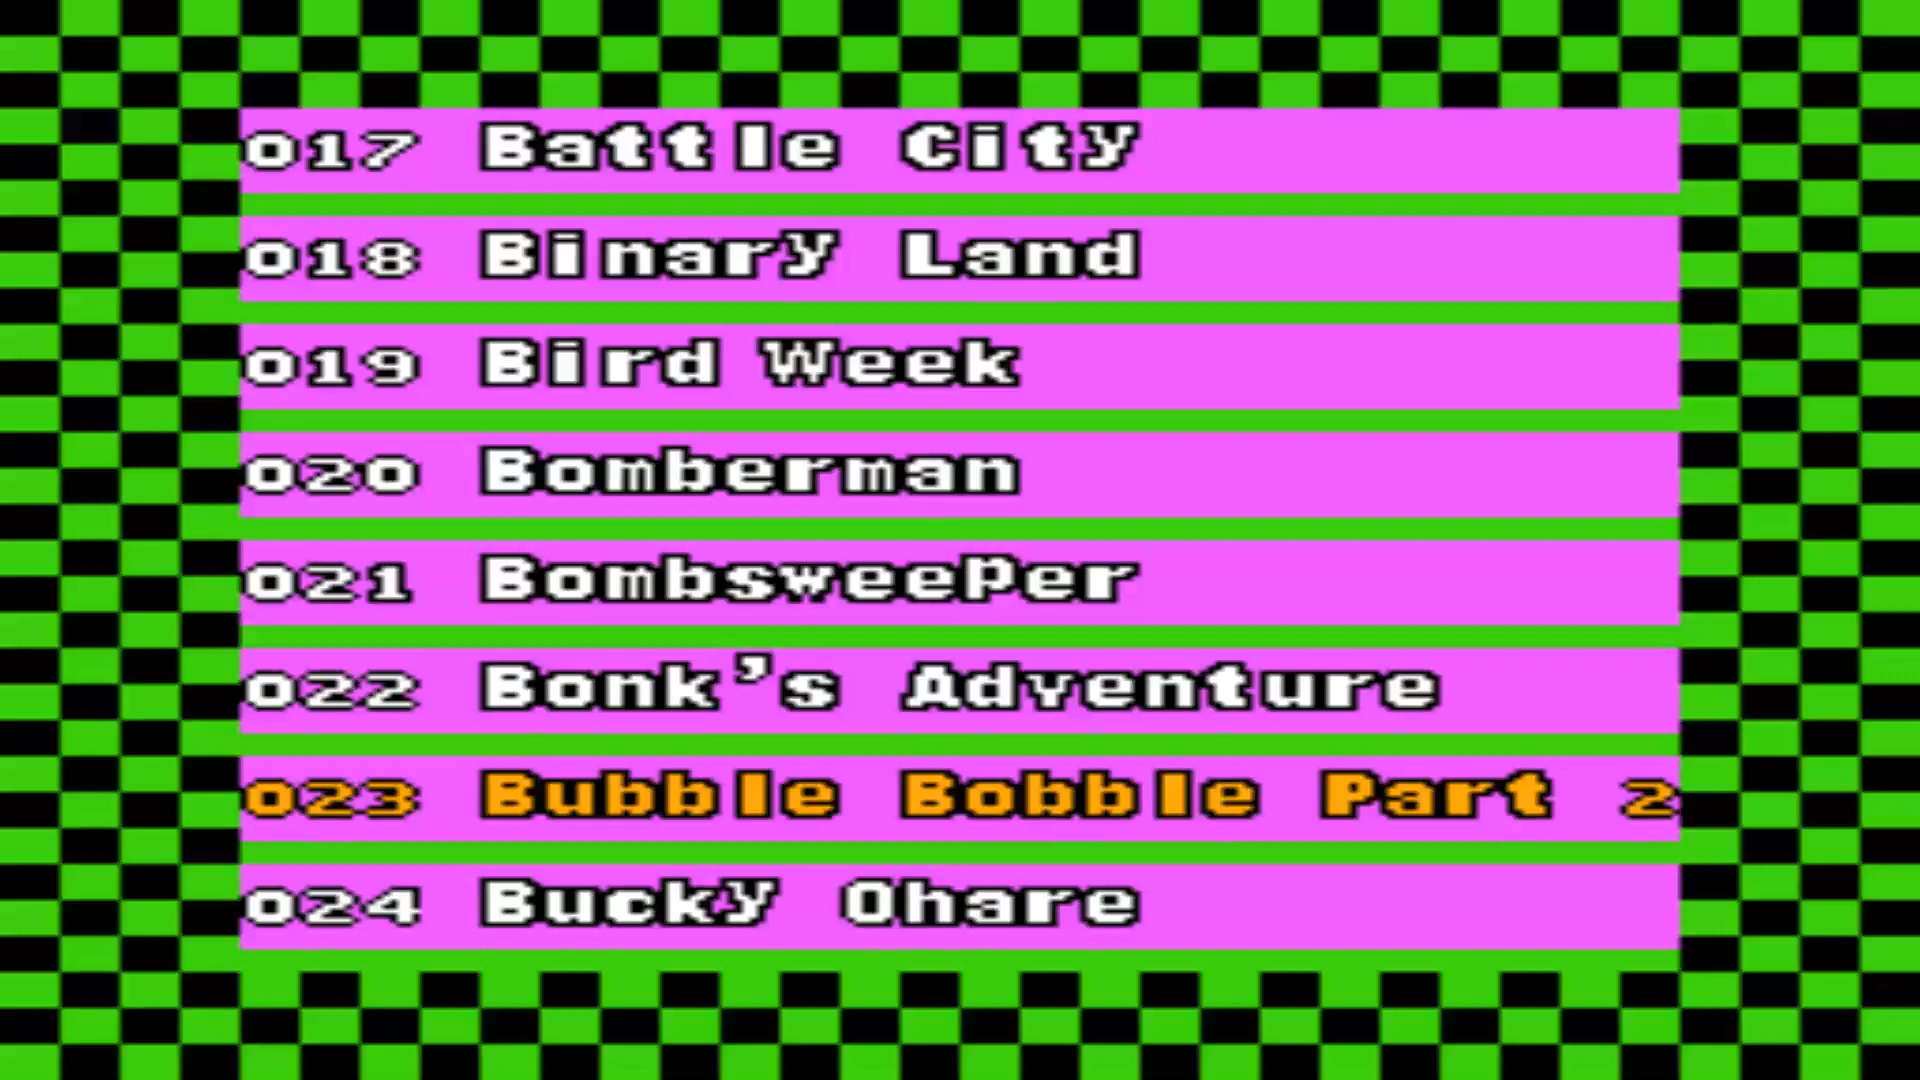 017 Battle City
018 Binary Land
019 Bird Week
020 Bomberman
021 Bombsweeper
022 Bonk's Adventure
023 Bubble Bobble Part 2
024 Bucky Ohare